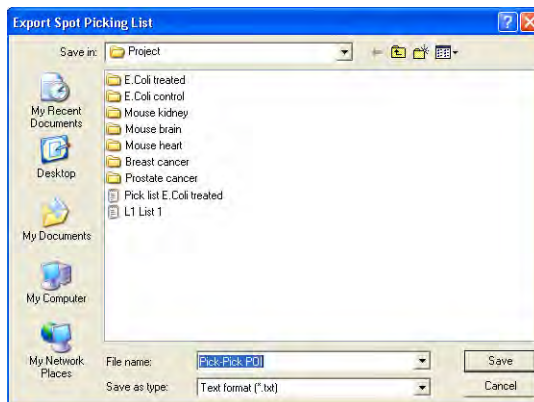 Export Spot Picking List
Save in: Project
E.Coli treated
E.Coli control
Mouse kidney
Mouse brain
Mouse heart
Breast cancer
Prostate cancer
Pick list E.Coli treated
L1 List 1
My Recent
Documents
Desktop
My Documents
My Computer
My Network
Places
File name: Pick-Pick POI Save
Save as type: Text format (*.txt) Cancel